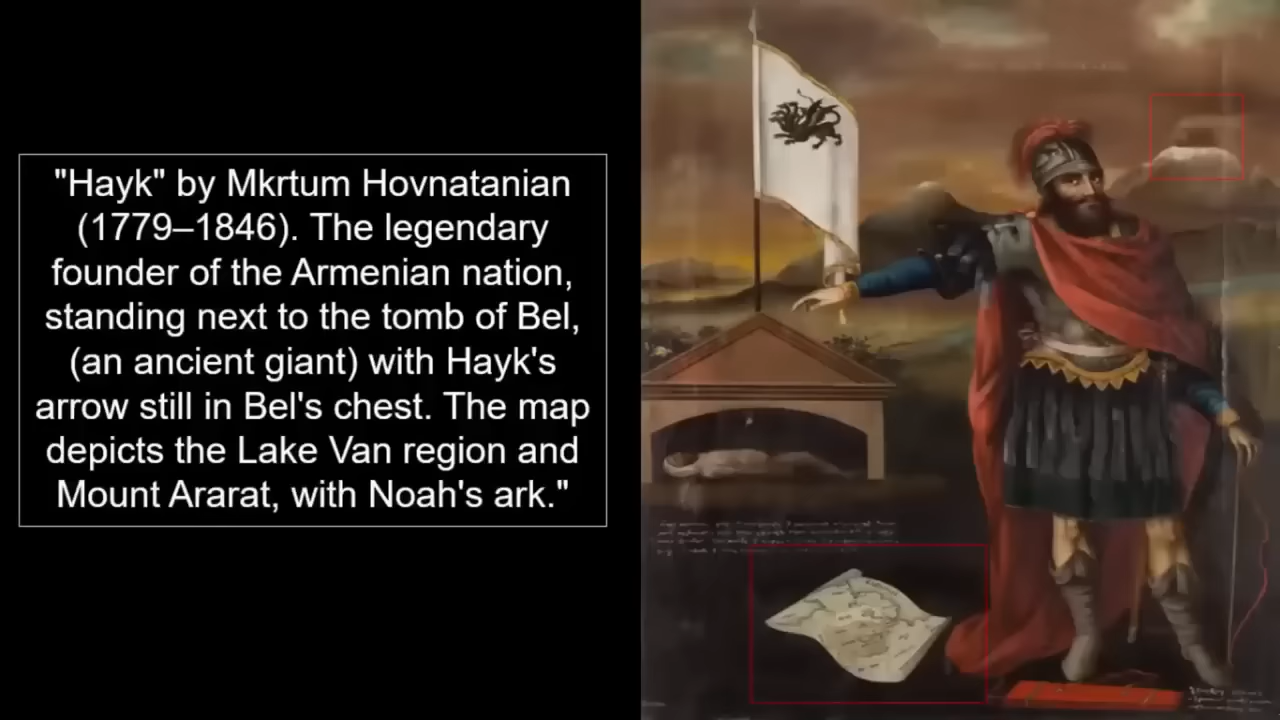 "Hayk" by Mkrtum Hovnatanian
(1779–1846). The legendary
founder of the Armenian nation,
standing next to the tomb of Bel,
(an ancient giant) with Hayk's
arrow still in Bel's chest. The map
depicts the Lake Van region and
Mount Ararat, with Noah's ark."